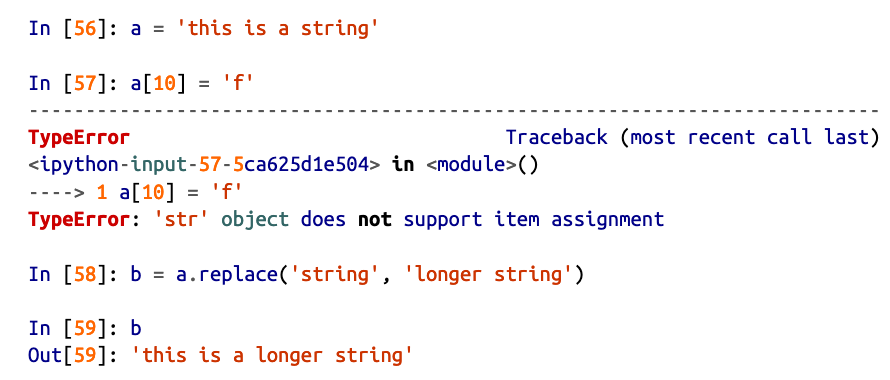 In [56]: a = 'this is a string'
In [57]: a[10] = 'f'
---------------------------------------------------------------------------
TypeError                                 Traceback (most recent call last)
<ipython-input-57-5ca625d1e504> in <module>()
----> 1 a[10] = 'f'
TypeError: 'str' object does not support item assignment
In [58]: b = a.replace('string', 'longer string')
In [59]: b
Out[59]: 'this is a longer string'